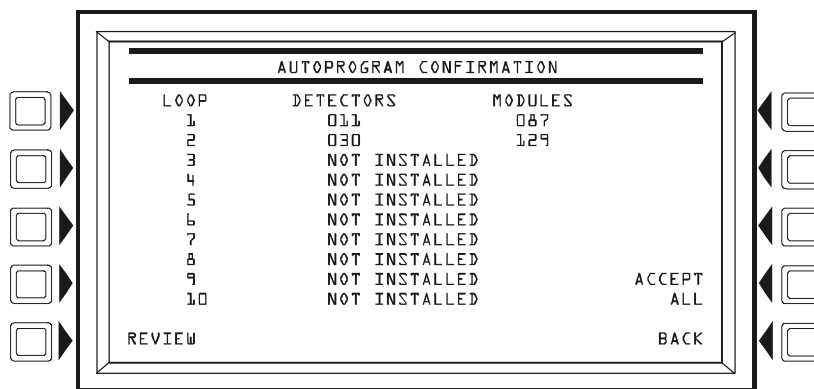 AUTOPROGRAM CONFIRMATION
LOOP DETECTORS MODULES
1 011 087
2 030 129
3 NOT INSTALLED
4 NOT INSTALLED
5 NOT INSTALLED
6 NOT INSTALLED
7 NOT INSTALLED
8 NOT INSTALLED
9 NOT INSTALLED ACCEPT
10 NOT INSTALLED ALL
REVIEW BACK